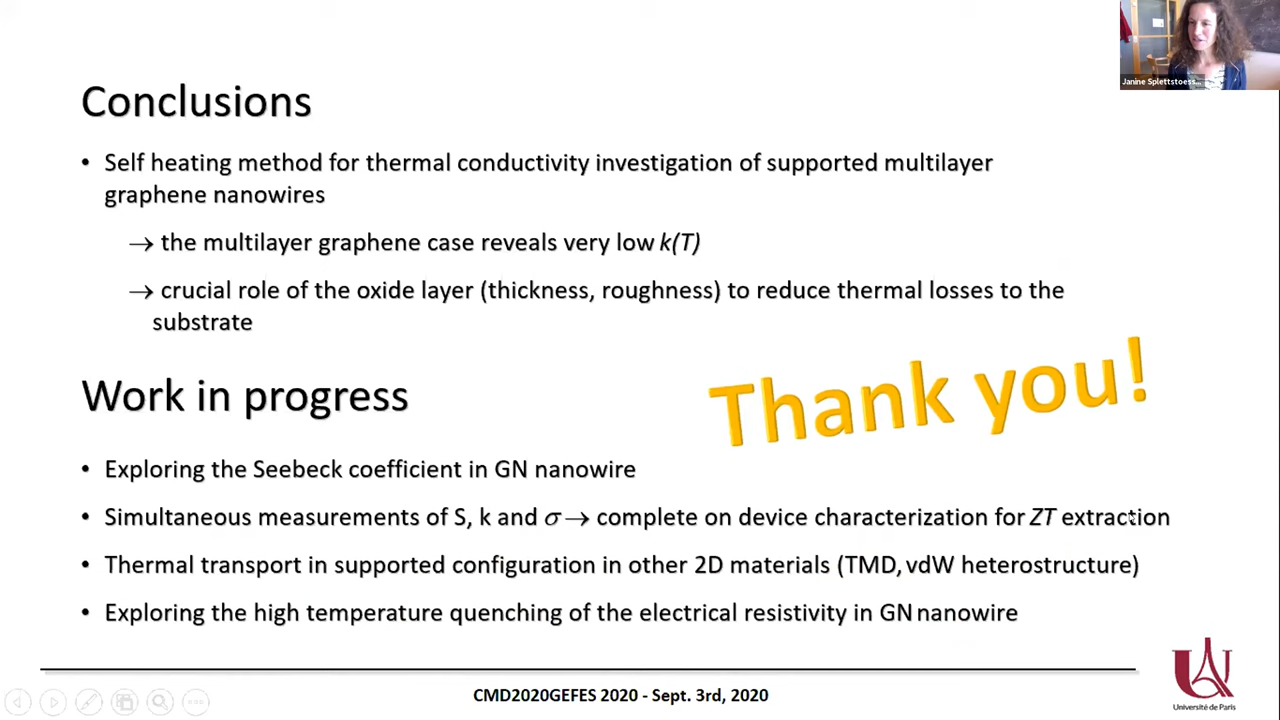 Janine Splettstoess...
Conclusions
• Self heating method for thermal conductivity investigation of supported multilayer
graphene nanowires
→ the multilayer graphene case reveals very low k(T)
→ crucial role of the oxide layer (thickness, roughness) to reduce thermal losses to the
substrate
Thank you!
Work in progress
• Exploring the Seebeck coefficient in GN nanowire
• Simultaneous measurements of S, k and σ → complete on device characterization for ZT extraction
• Thermal transport in supported configuration in other 2D materials (TMD, vdW heterostructure)
• Exploring the high temperature quenching of the electrical resistivity in GN nanowire
CMD2020GEFES 2020 - Sept. 3rd, 2020
Université de Paris